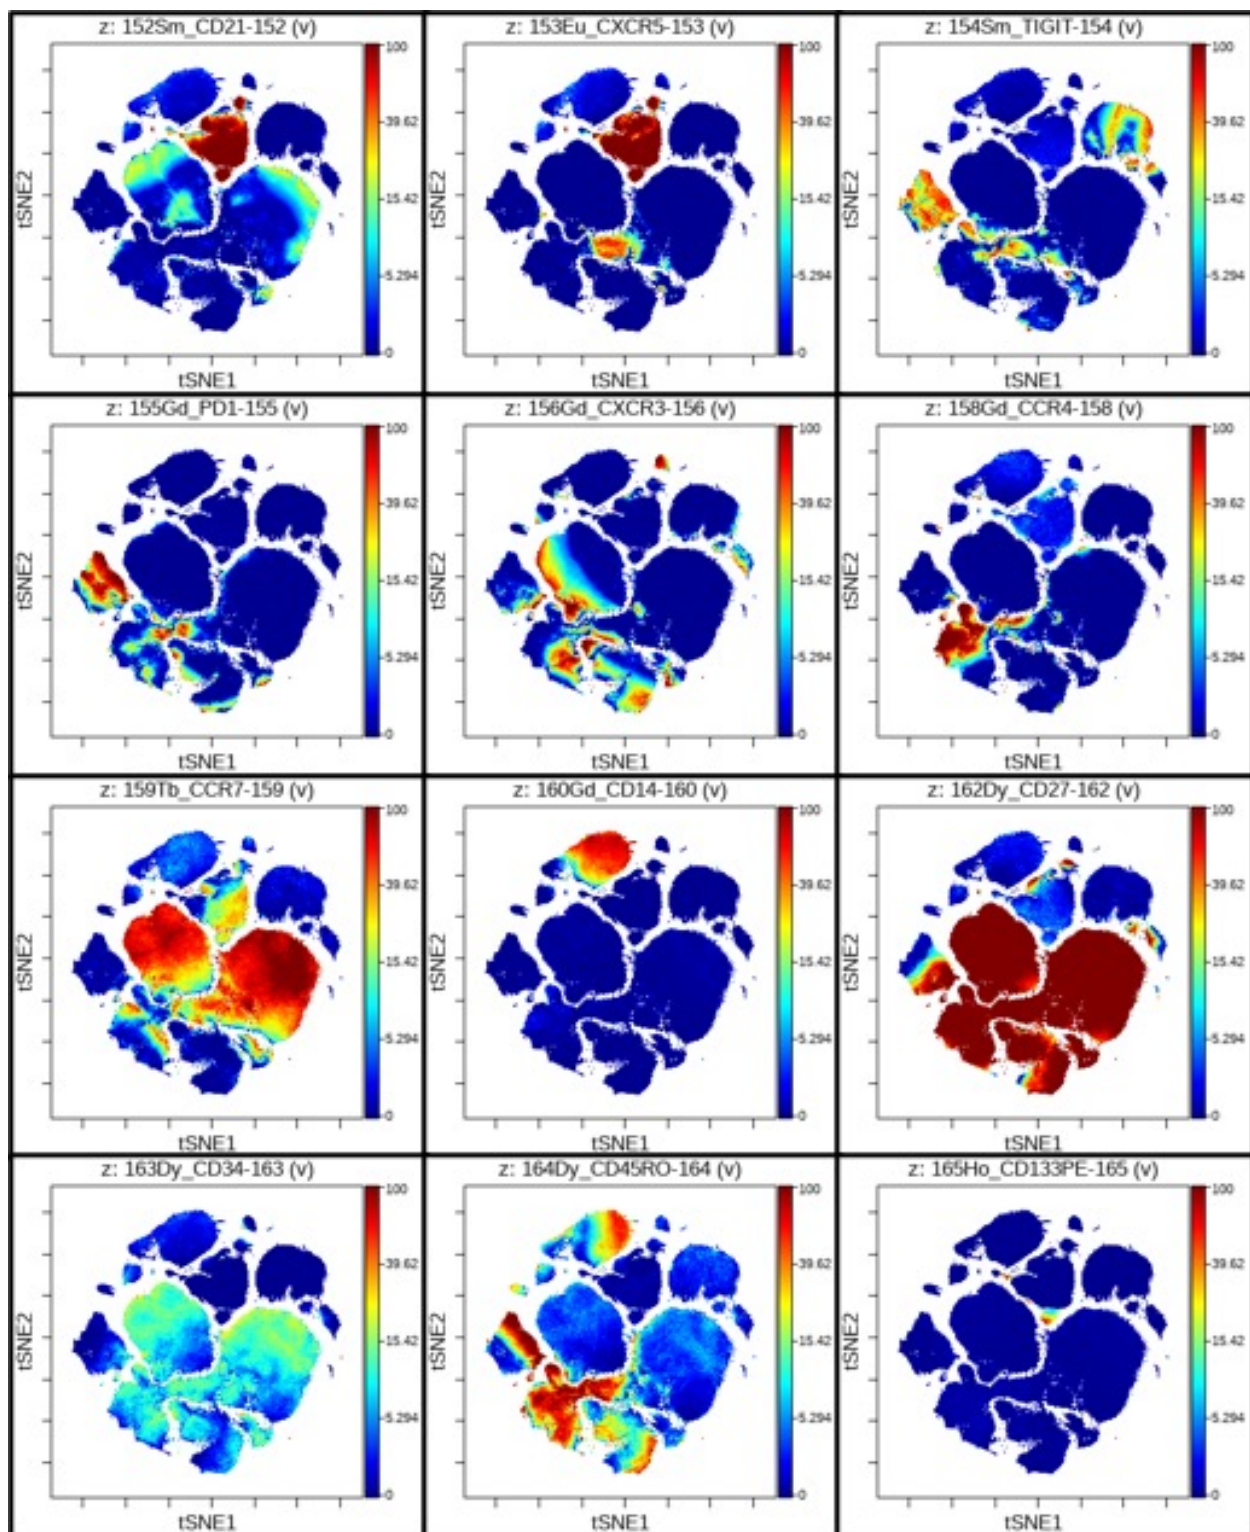 z: 152Sm_CD21-152 (v)
100
39.62
15.42
5.294
0
tSNE2
tSNE1
z: 153Eu_CXCR5-153 (v)
100
39.62
15.42
5.294
0
tSNE2
tSNE1
z: 154Sm_TIGIT-154 (v)
100
39.62
15.42
5.294
0
tSNE2
tSNE1
z: 155Gd_PD1-155 (v)
100
39.62
15.42
5.294
0
tSNE2
tSNE1
z: 156Gd_CXCR3-156 (v)
100
39.62
15.42
5.294
0
tSNE2
tSNE1
z: 158Gd_CCR4-158 (v)
100
39.62
15.42
5.294
0
tSNE2
tSNE1
z: 159Tb_CCR7-159 (v)
100
39.62
15.42
5.294
0
tSNE2
tSNE1
z: 160Gd_CD14-160 (v)
100
39.62
15.42
5.294
0
tSNE2
tSNE1
z: 162Dy_CD27-162 (v)
100
39.62
15.42
5.294
0
tSNE2
tSNE1
z: 163Dy_CD34-163 (v)
100
39.62
15.42
5.294
0
tSNE2
tSNE1
z: 164Dy_CD45RO-164 (v)
100
39.62
15.42
5.294
0
tSNE2
tSNE1
z: 165Ho_CD133PE-165 (v)
100
39.62
15.42
5.294
0
tSNE2
tSNE1